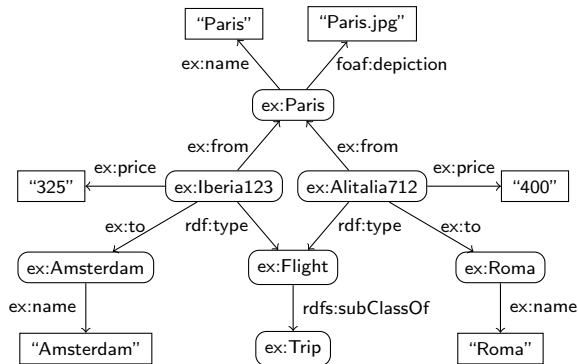 “Paris” “Paris.jpg”
ex:name foaf:depiction
ex:Paris
ex:from ex:from
ex:price ex:price
“325” ex:Iberia123 ex:Alitalia712 “400”
ex:to rdf:type rdf:type ex:to
ex:Amsterdam ex:Flight ex:Roma
ex:name rdfs:subClassOf ex:name
“Amsterdam” ex:Trip “Roma”